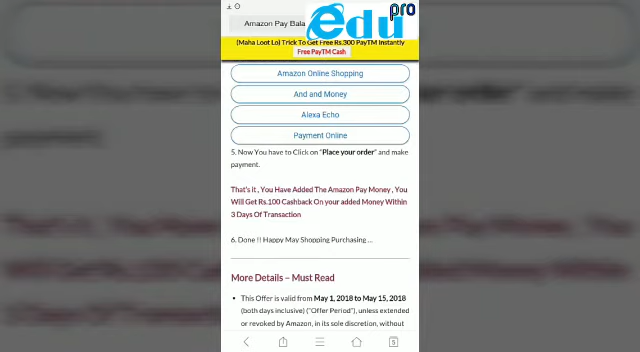 Amazon Pay Bala
edu
pro
(Maha Loot Lo) Trick To Get Free Rs.300 PayTM Instantly
Free PayTM Cash
Amazon Online Shopping
And and Money
Alexa Echo
Payment Online
5. Now You have to Click on "Place your order" and make
payment.
That's it , You Have Added The Amazon Pay Money , You
Will Get Rs.100 Cashback On your added Money Within
3 Days Of Transaction
6. Done !! Happy May Shopping Purchasing ...
More Details – Must Read
• This Offer is valid from May 1, 2018 to May 15, 2018
(both days inclusive) ("Offer Period"), unless extended
or revoked by Amazon, in its sole discretion, without
5